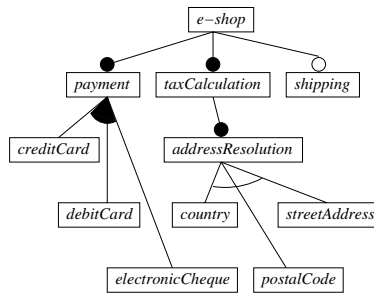 e−shop
payment
taxCalculation
shipping
creditCard
addressResolution
debitCard
country
streetAddress
electronicCheque
postalCode